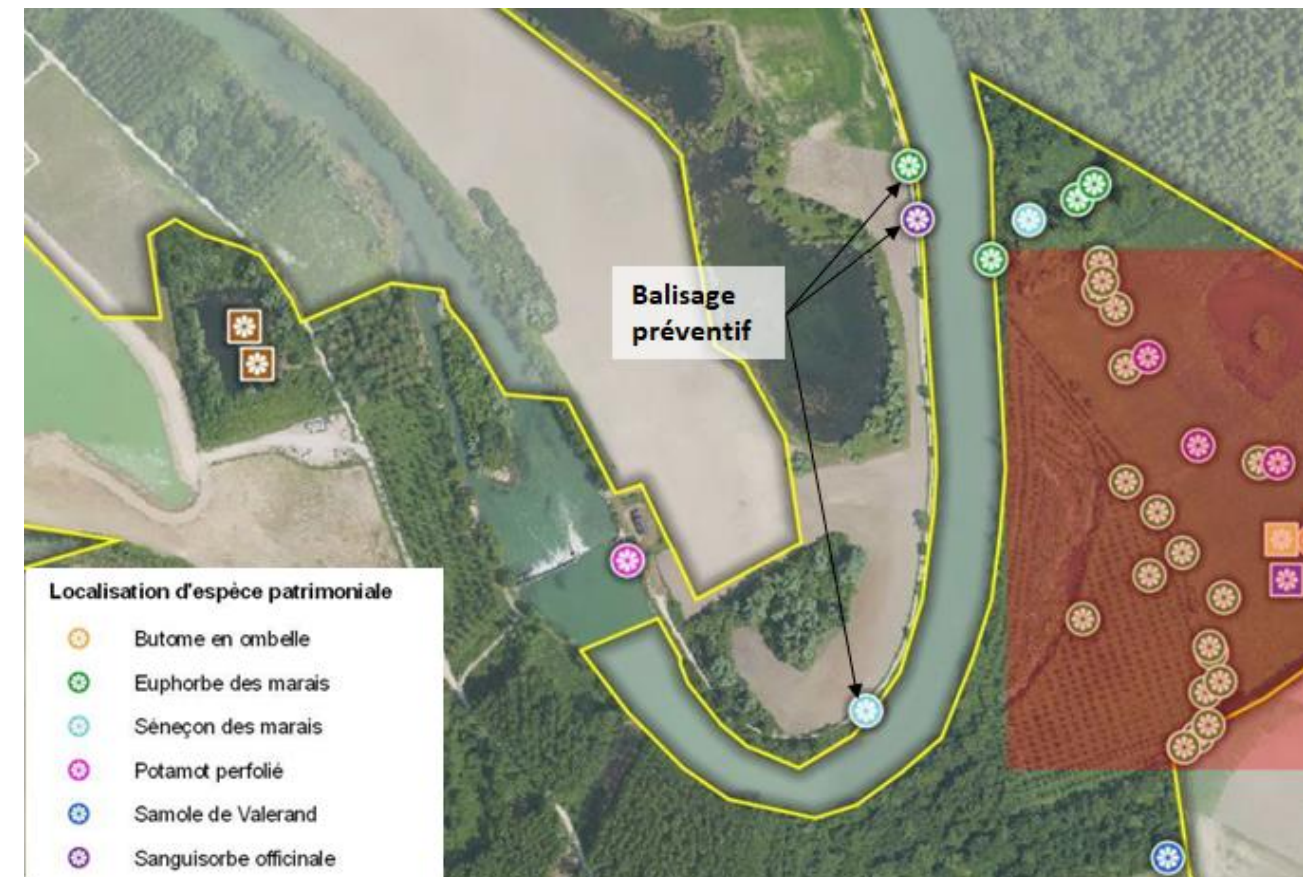 Balisage
préventif
Localisation d'espèce patrimoniale
Butome en ombelle
Euphorbe des marais
Séneçon des marais
Potamot perfolié
Samole de Valerand
Sanguisorbe officinale